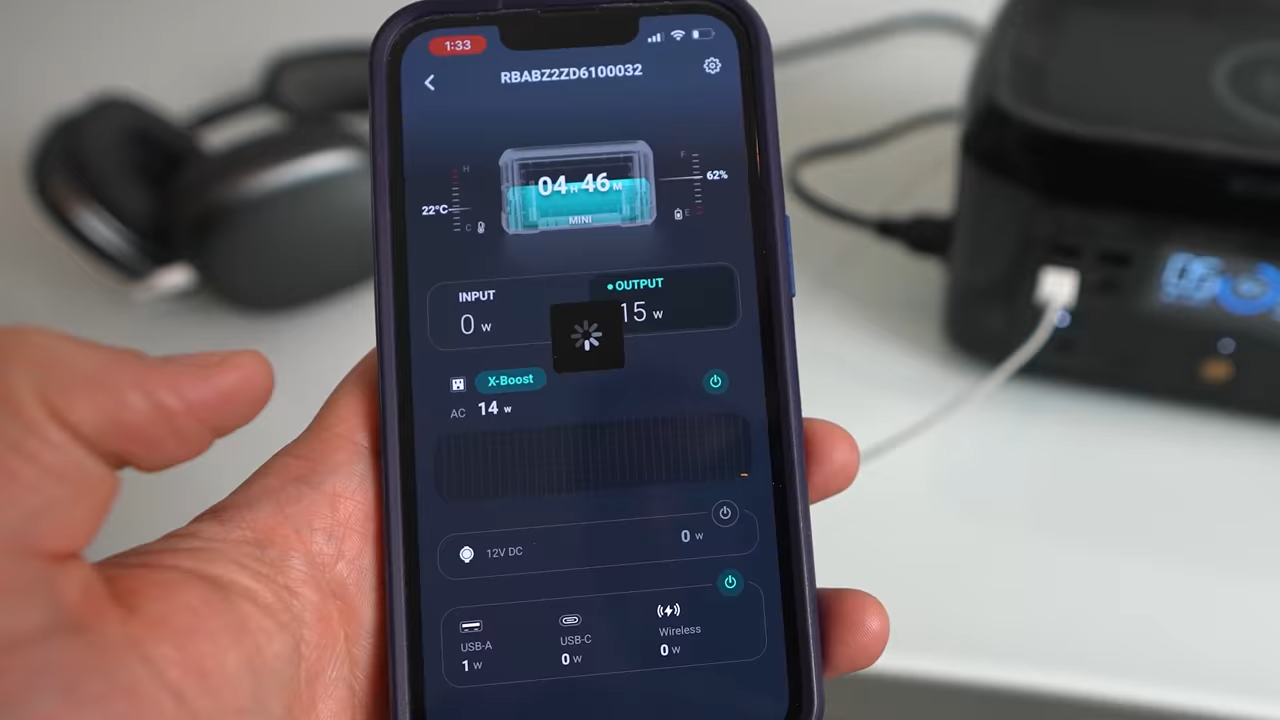 1:33
RBABZ2ZD6100032
H
F
04 H 46 M
62%
22°C
MINI
C
E
INPUT
OUTPUT
0 W
15 W
X-Boost
AC 14 W
12V DC
0 W
USB-A
USB-C
Wireless
1 W
0 W
0 W